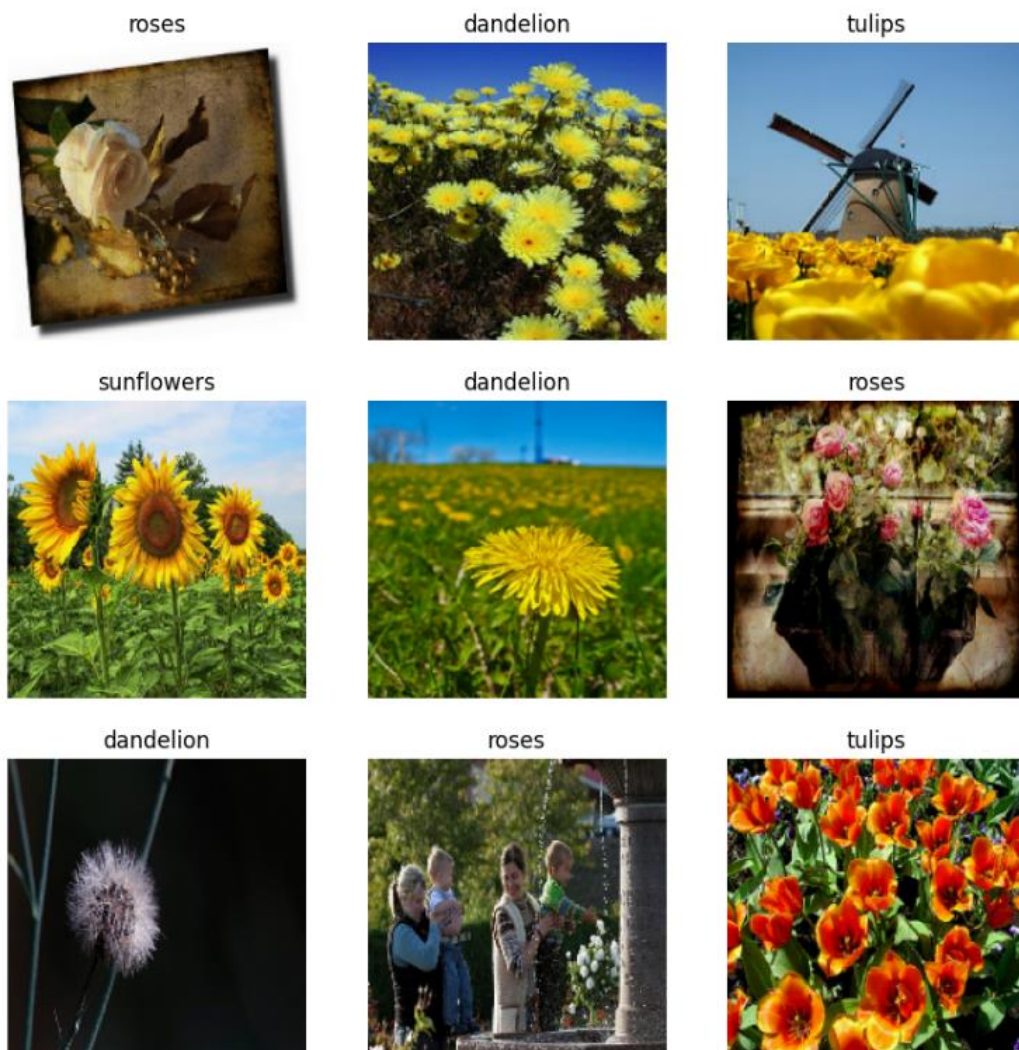 roses
dandelion
tulips
sunflowers
dandelion
roses
dandelion
roses
tulips